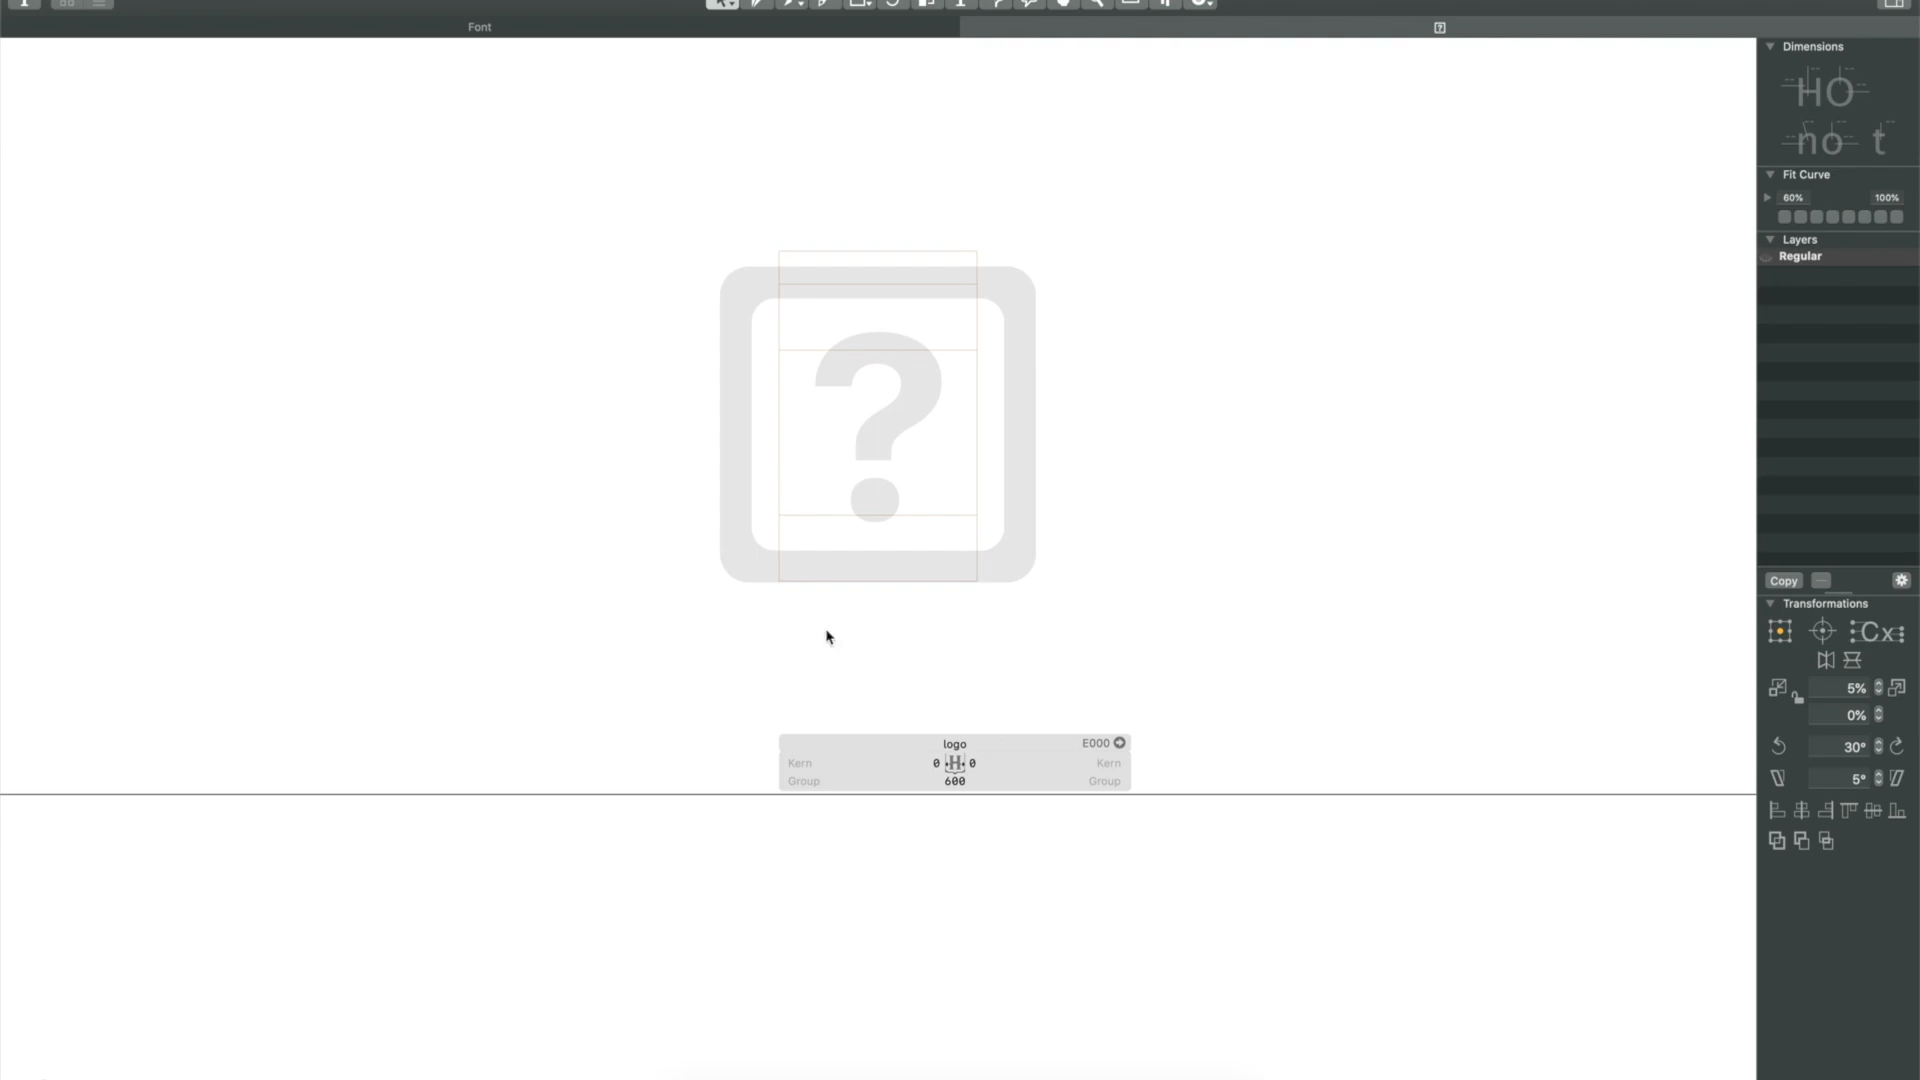 Font
?
Dimensions
HO
no t
Fit Curve
60% 100%
Layers
Regular
?
Copy
Transformations
Cx
5%
0%
30°
5°
logo E000
Kern 0 H 0 Kern
Group 600 Group